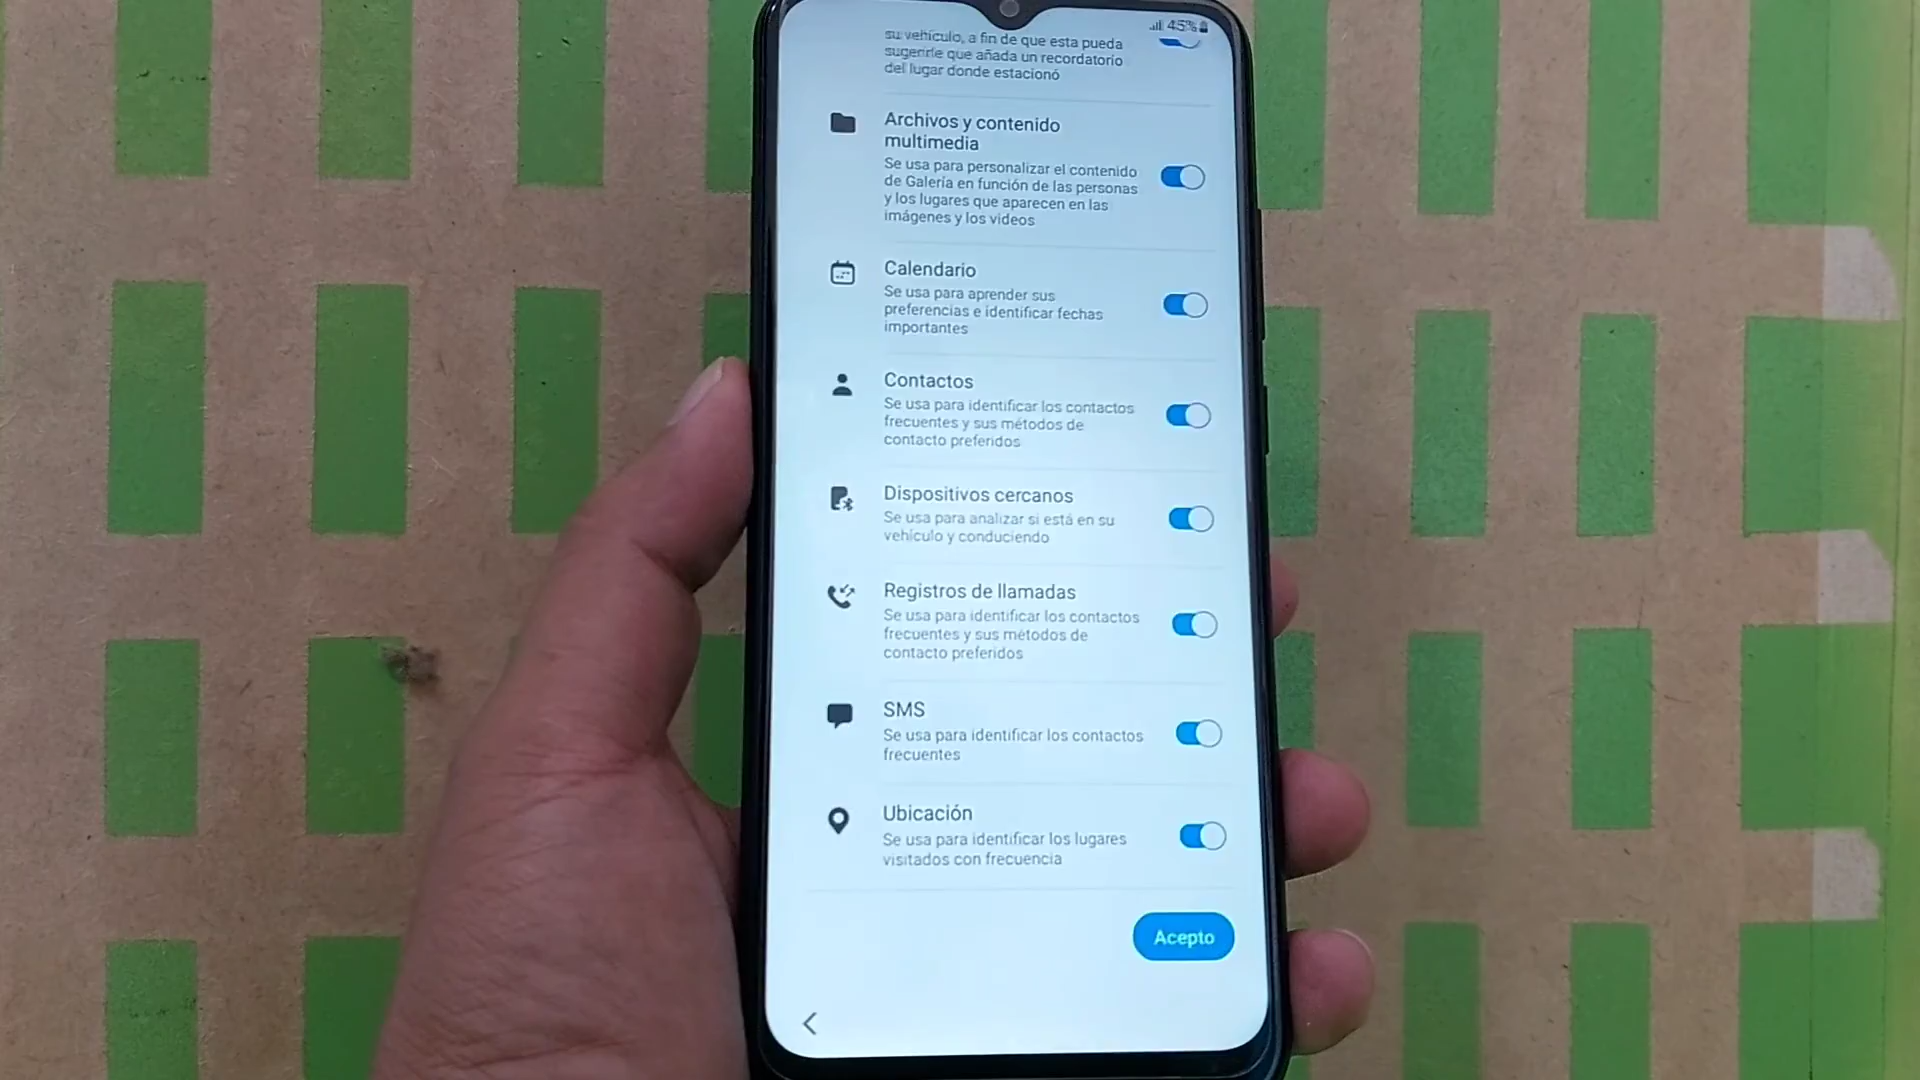 45%
su vehículo, a fin de que esta pueda
sugerirle que añada un recordatorio
del lugar donde estacionó
Archivos y contenido
multimedia
Se usa para personalizar el contenido
de Galería en función de las personas
y los lugares que aparecen en las
imágenes y los videos
Calendario
Se usa para aprender sus
preferencias e identificar fechas
importantes
Contactos
Se usa para identificar los contactos
frecuentes y sus métodos de
contacto preferidos
Dispositivos cercanos
Se usa para analizar si está en su
vehículo y conduciendo
Registros de llamadas
Se usa para identificar los contactos
frecuentes y sus métodos de
contacto preferidos
SMS
Se usa para identificar los contactos
frecuentes
Ubicación
Se usa para identificar los lugares
visitados con frecuencia
Acepto